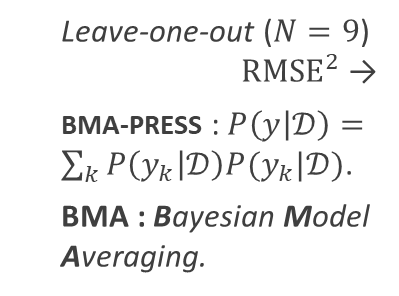 Leave-one-out (N = 9)
RMSE² →
BMA-PRESS : P(y|𝒟) =
∑ₖ P(yₖ|𝒟)P(yₖ|𝒟).
BMA : Bayesian Model
Averaging.